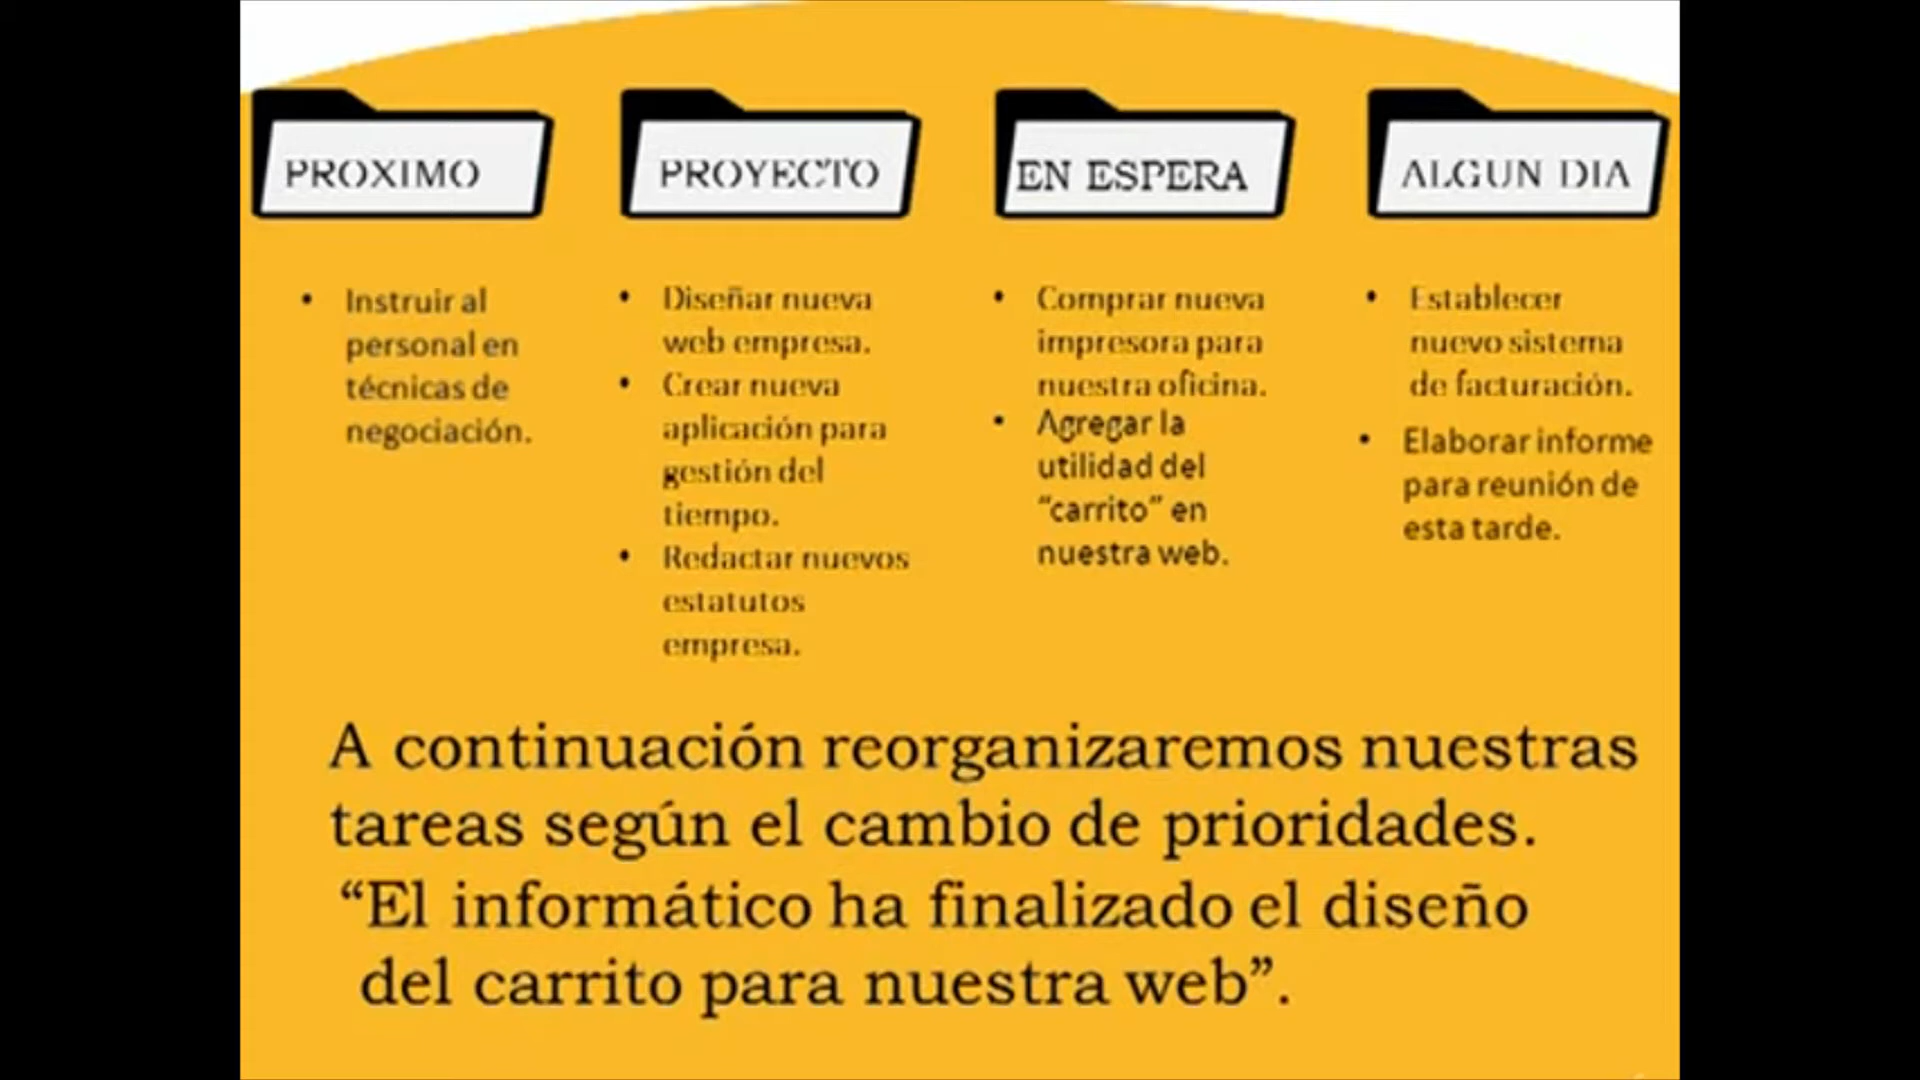 PROXIMO
PROYECTO
EN ESPERA
ALGUN DIA
• Instruir al
personal en
técnicas de
negociación.
• Diseñar nueva
web empresa.
• Crear nueva
aplicación para
gestión del
tiempo.
• Redactar nuevos
estatutos
empresa.
• Comprar nueva
impresora para
nuestra oficina.
• Agregar la
utilidad del
“carrito” en
nuestra web.
• Establecer
nuevo sistema
de facturación.
• Elaborar informe
para reunión de
esta tarde.
A continuación reorganizaremos nuestras
tareas según el cambio de prioridades.
“El informático ha finalizado el diseño
del carrito para nuestra web”.